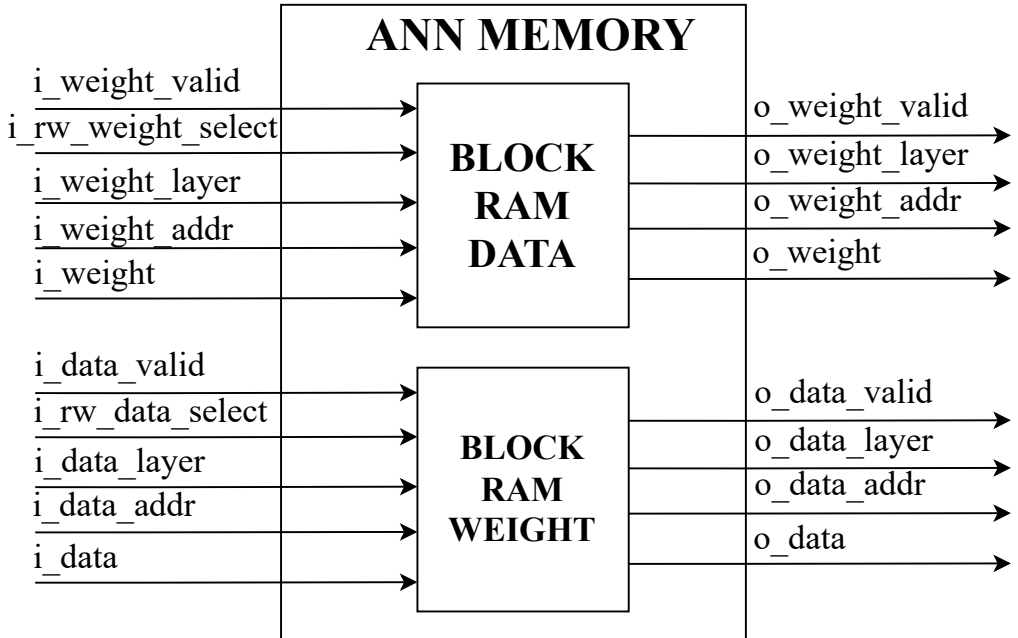 ANN MEMORY
i_weight_valid
i_rw_weight_select
i_weight_layer
i_weight_addr
i_weight
BLOCK
RAM
DATA
o_weight_valid
o_weight_layer
o_weight_addr
o_weight
i_data_valid
i_rw_data_select
i_data_layer
i_data_addr
i_data
BLOCK
RAM
WEIGHT
o_data_valid
o_data_layer
o_data_addr
o_data